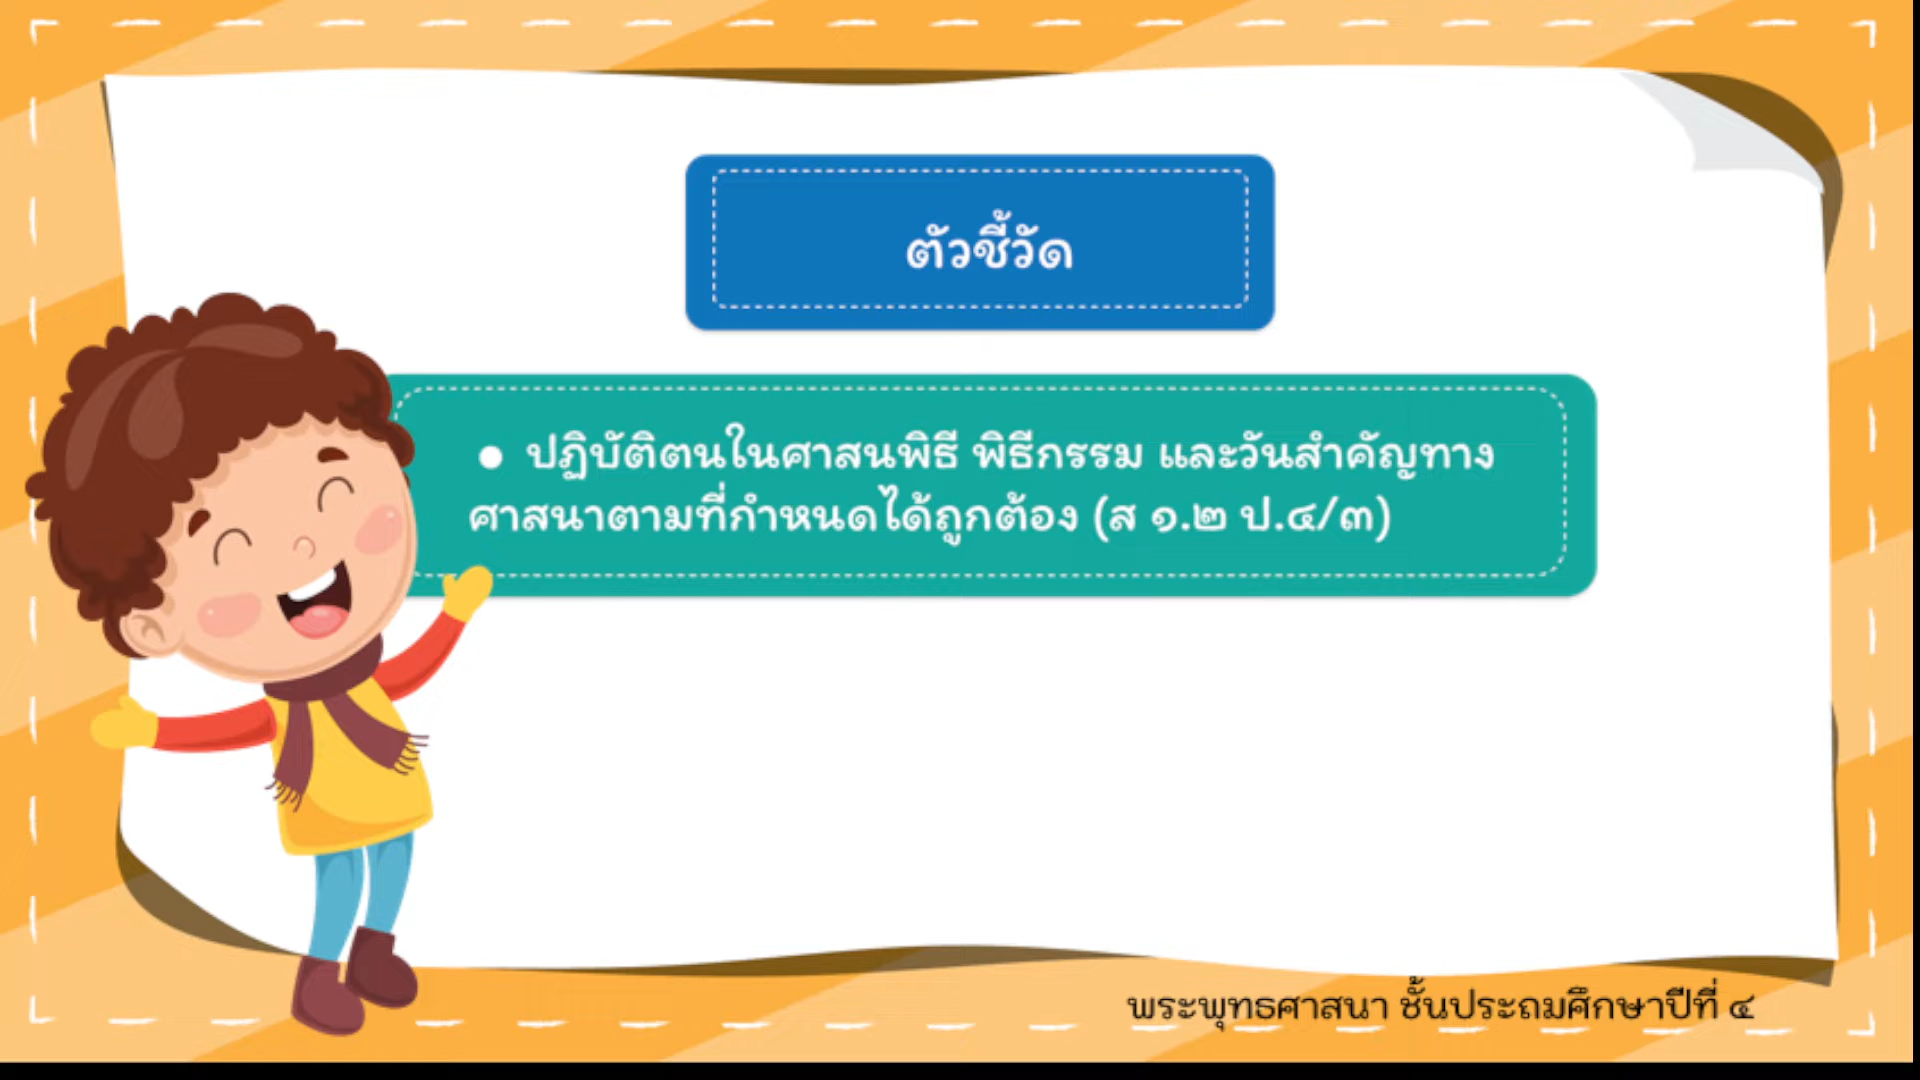 ตัวชี้วัด
● ปฏิบัติตนในศาสนพิธี พิธีกรรม และวันสำคัญทาง
ศาสนาตามที่กำหนดได้ถูกต้อง (ส ๑.๒ ป.๔/๓)
พระพุทธศาสนา ชั้นประถมศึกษาปีที่ ๔